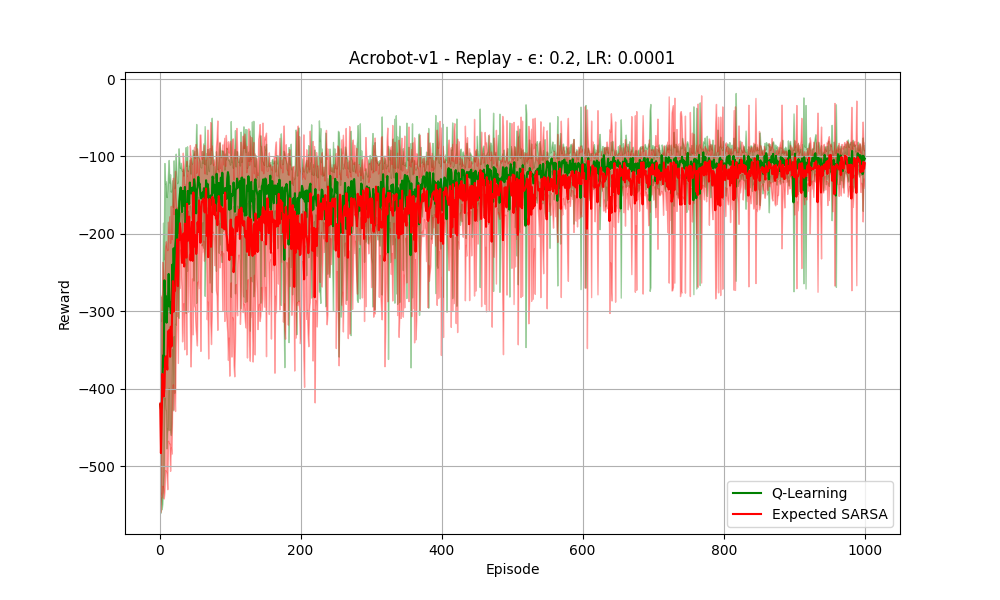 Acrobot-v1 - Replay - ϵ: 0.2, LR: 0.0001
0
−100
−200
−300
−400
−500
Reward
0 200 400 600 800 1000
Episode
Q-Learning
Expected SARSA